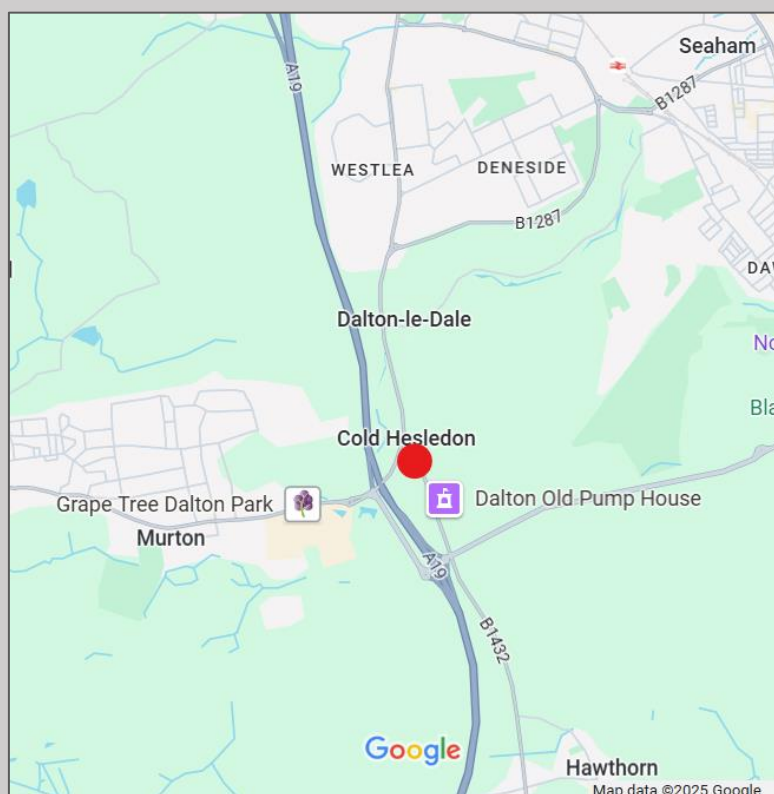 Seaham
A19
B1287
WESTLEA
DENESIDE
B1287
DA
Dalton-le-Dale
No
Bla
Cold Hesledon
Grape Tree Dalton Park
Dalton Old Pump House
Murton
A19
B1432
Google
Hawthorn
Map data ©2025 Google